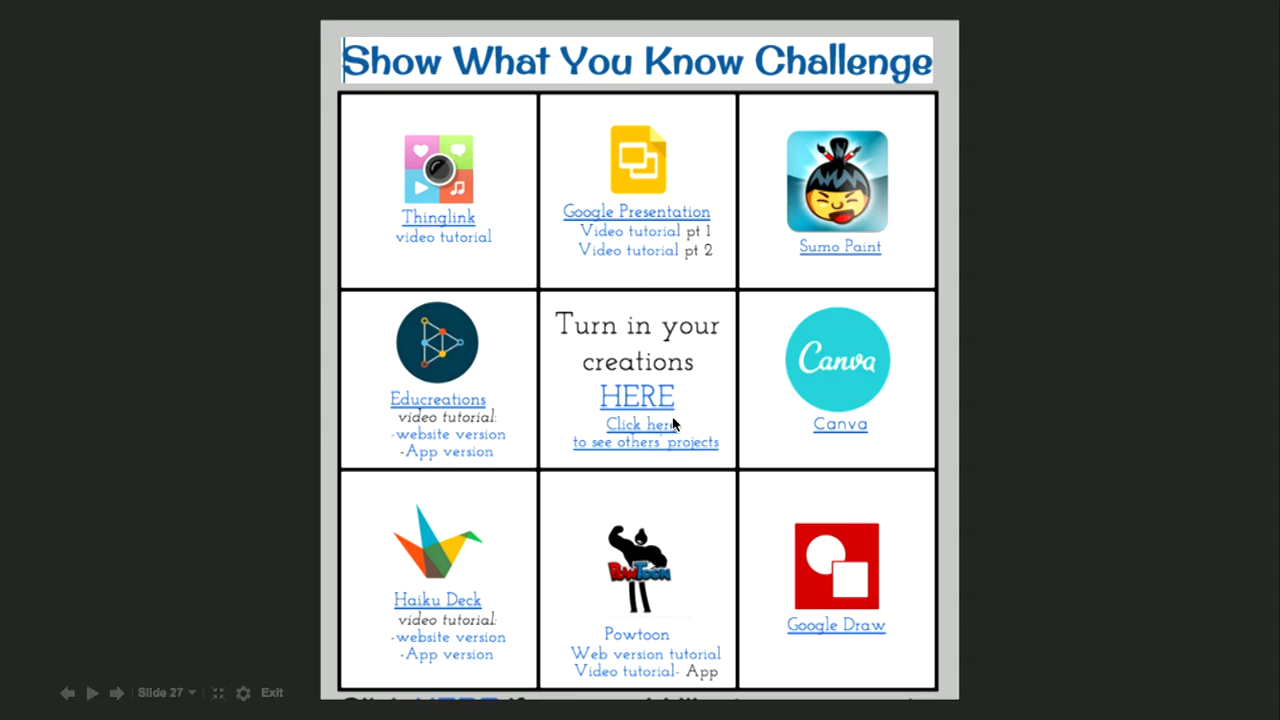 Show What You Know Challenge
Thinglink
video tutorial
Google Presentation
Video tutorial pt 1
Video tutorial pt 2
Sumo Paint
Educreations
video tutorial:
-website version
-App version
Turn in your
creations
HERE
Click here
to see others' projects
Canva
Canva
Haiku Deck
video tutorial:
-website version
-App version
POWTOON
Powtoon
Web version tutorial
Video tutorial- App
Google Draw
Slide 27
Exit